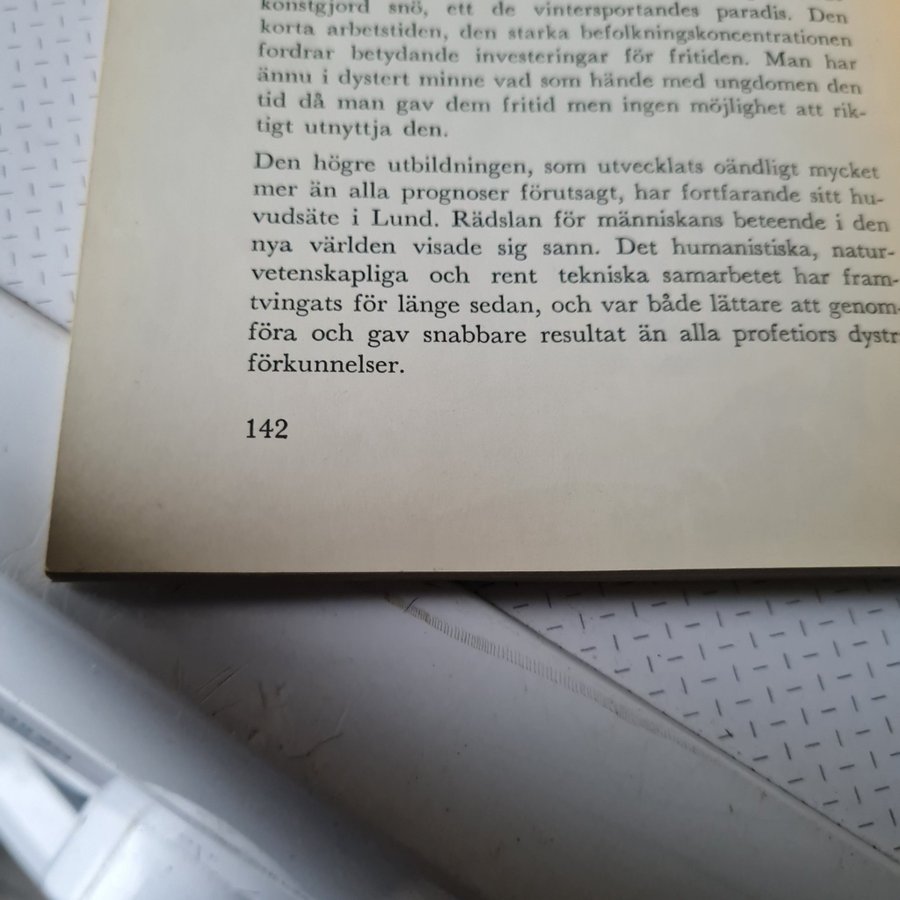 konstgjord snö, ett de vintersportandes paradis. Den
korta arbetstiden, den starka befolkningskoncentrationen
fordrar betydande investeringar för fritiden. Man har
ännu i dystert minne vad som hände med ungdomen den
tid då man gav dem fritid men ingen möjlighet att rik-
tigt utnyttja den.
Den högre utbildningen, som utvecklats oändligt mycket
mer än alla prognoser förutsagt, har fortfarande sitt hu-
vudsäte i Lund. Rädslan för människans beteende i den
nya världen visade sig sann. Det humanistiska, natur-
vetenskapliga och rent tekniska samarbetet har fram-
tvingats för länge sedan, och var både lättare att genom-
föra och gav snabbare resultat än alla profetiors dystr
förkunnelser.
142